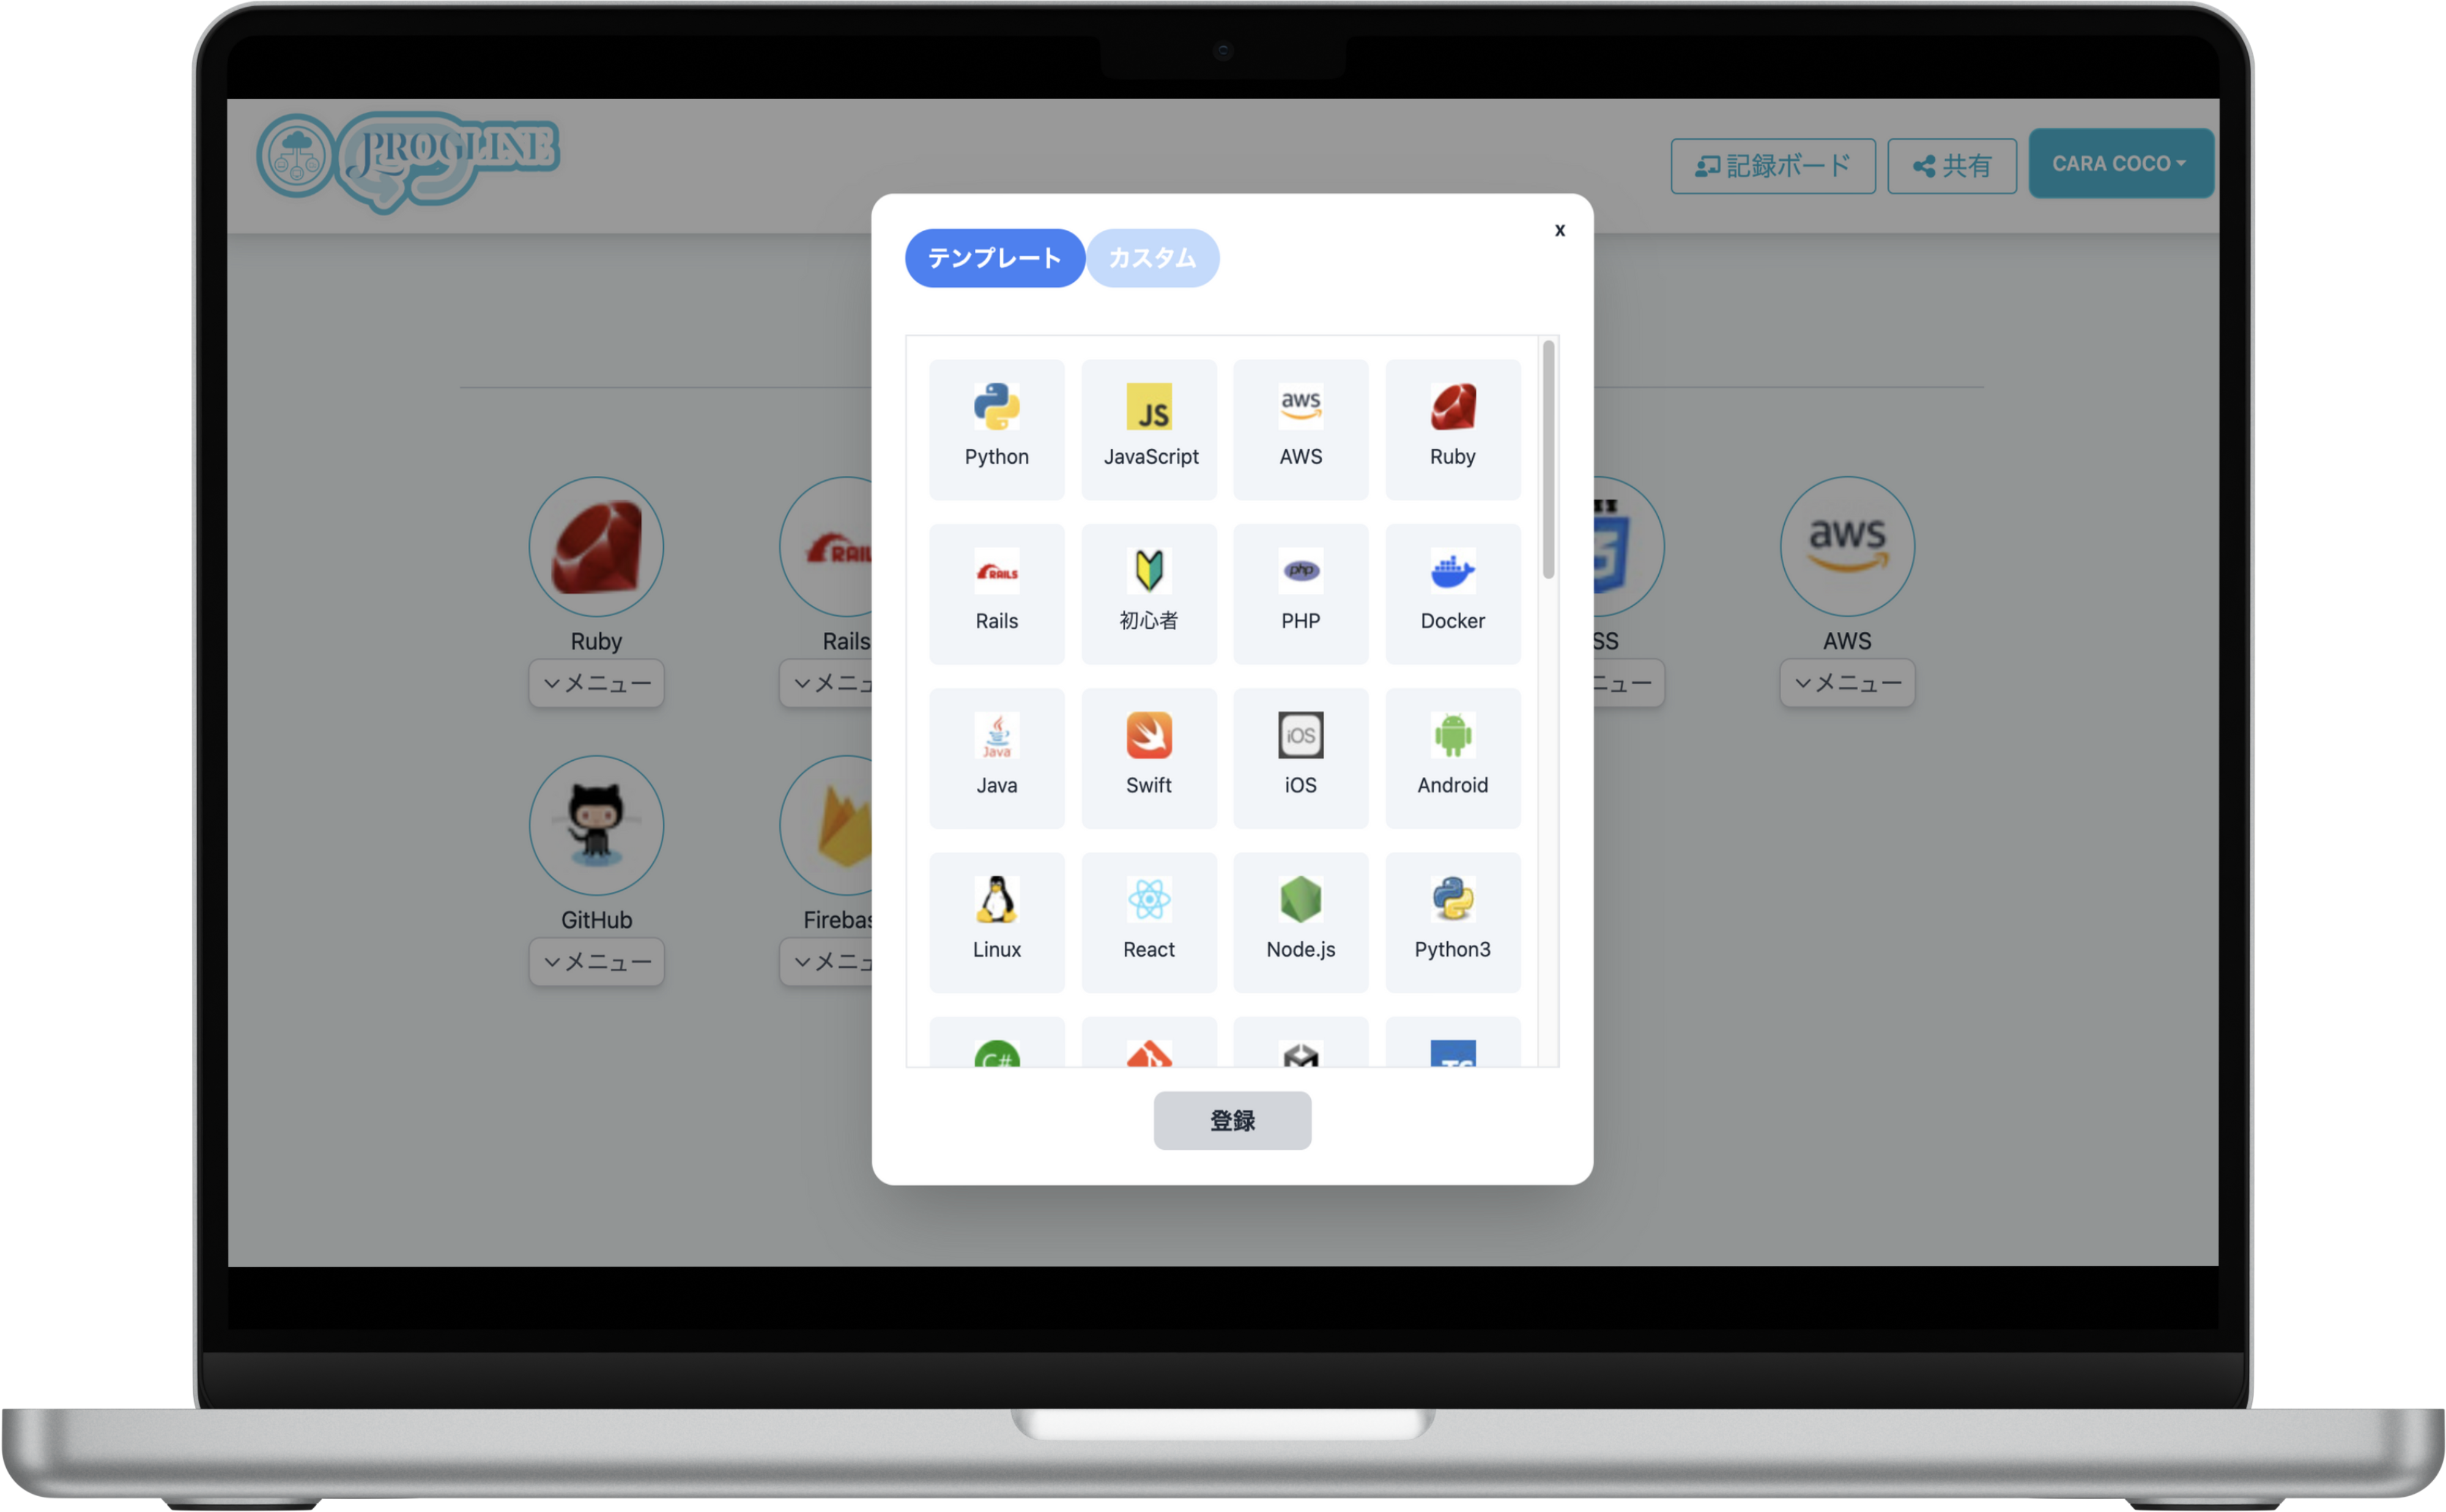 PROGLINE
記録ボード
共有
CARA COCO
テンプレート
カスタム
x
JS
aws
Python
JavaScript
AWS
Ruby
RAILS
php
Rails
初心者
PHP
Docker
Java
iOS
Java
Swift
iOS
Android
Linux
React
Node.js
Python3
C#
TS
登録
aws
Ruby
Rails
SS
AWS
メニュー
メニュ
ニュー
メニュー
GitHub
Firebas
メニュー
メニュ